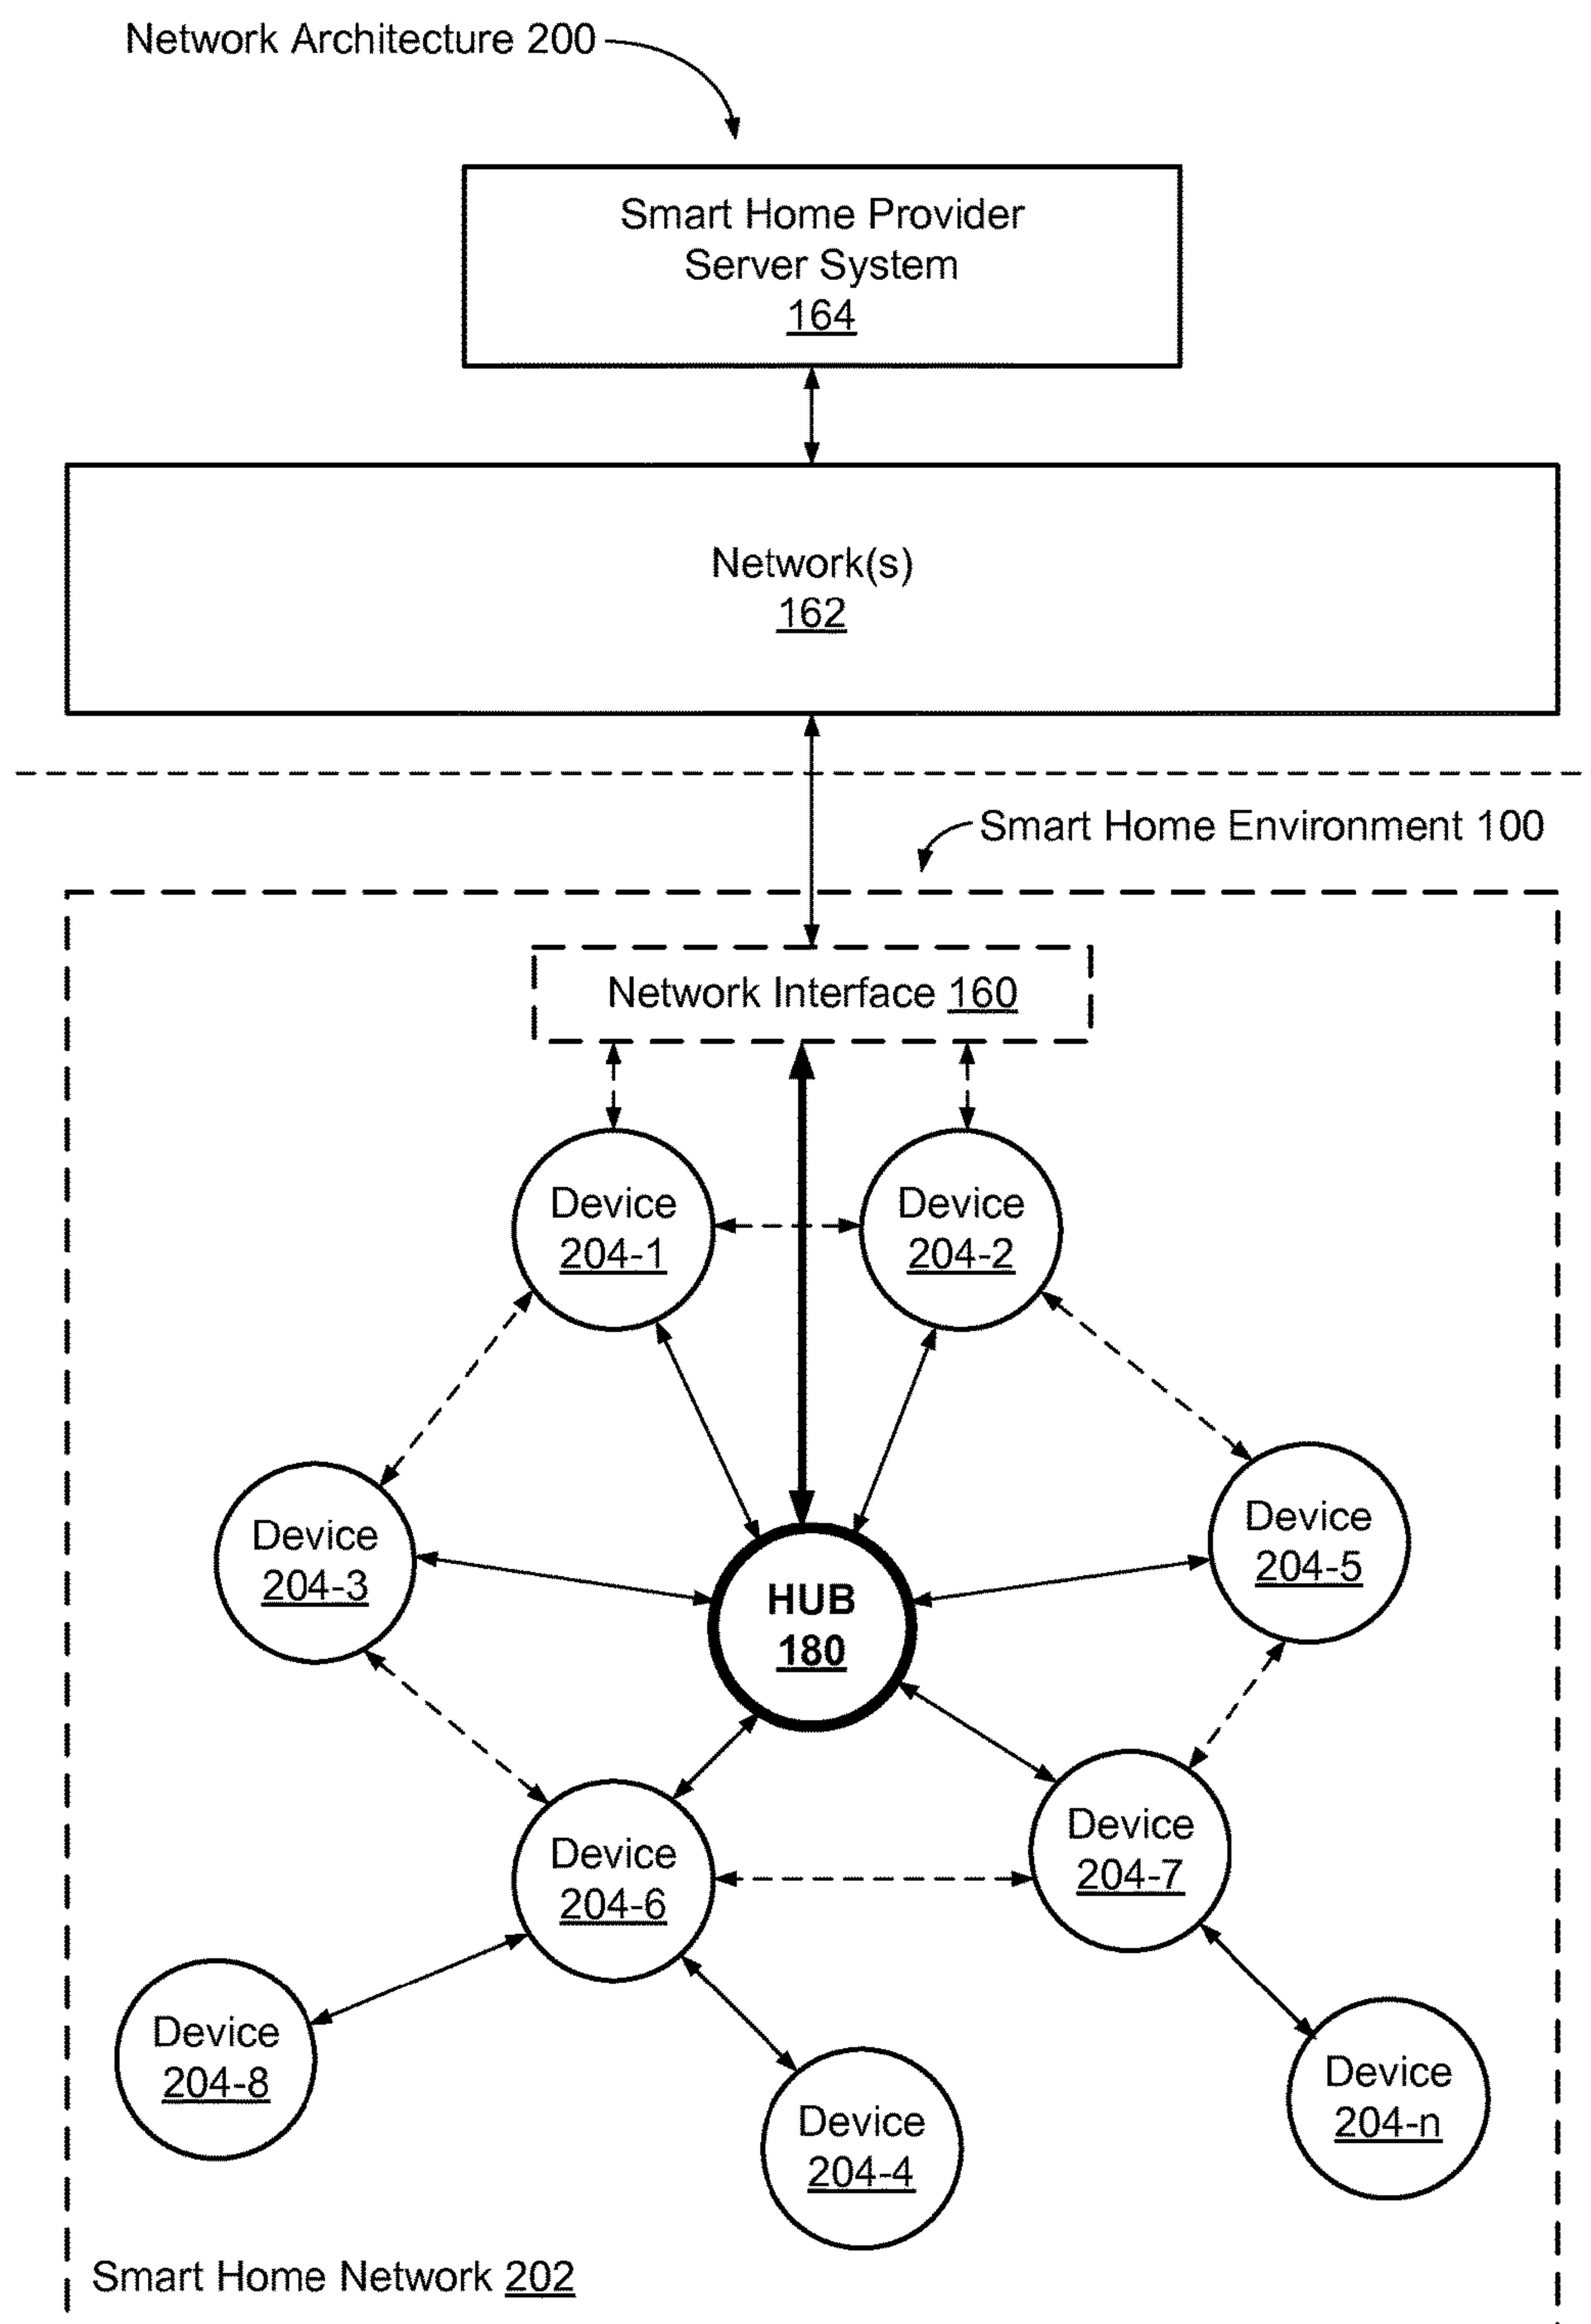 Network Architecture 200
Smart Home Provider
Server System
164
Network(s)
162
Smart Home Environment 100
Network Interface 160
Device
204-1
Device
204-2
Device
204-3
Device
204-5
HUB
180
Device
204-6
Device
204-7
Device
204-8
Device
204-4
Device
204-n
Smart Home Network 202